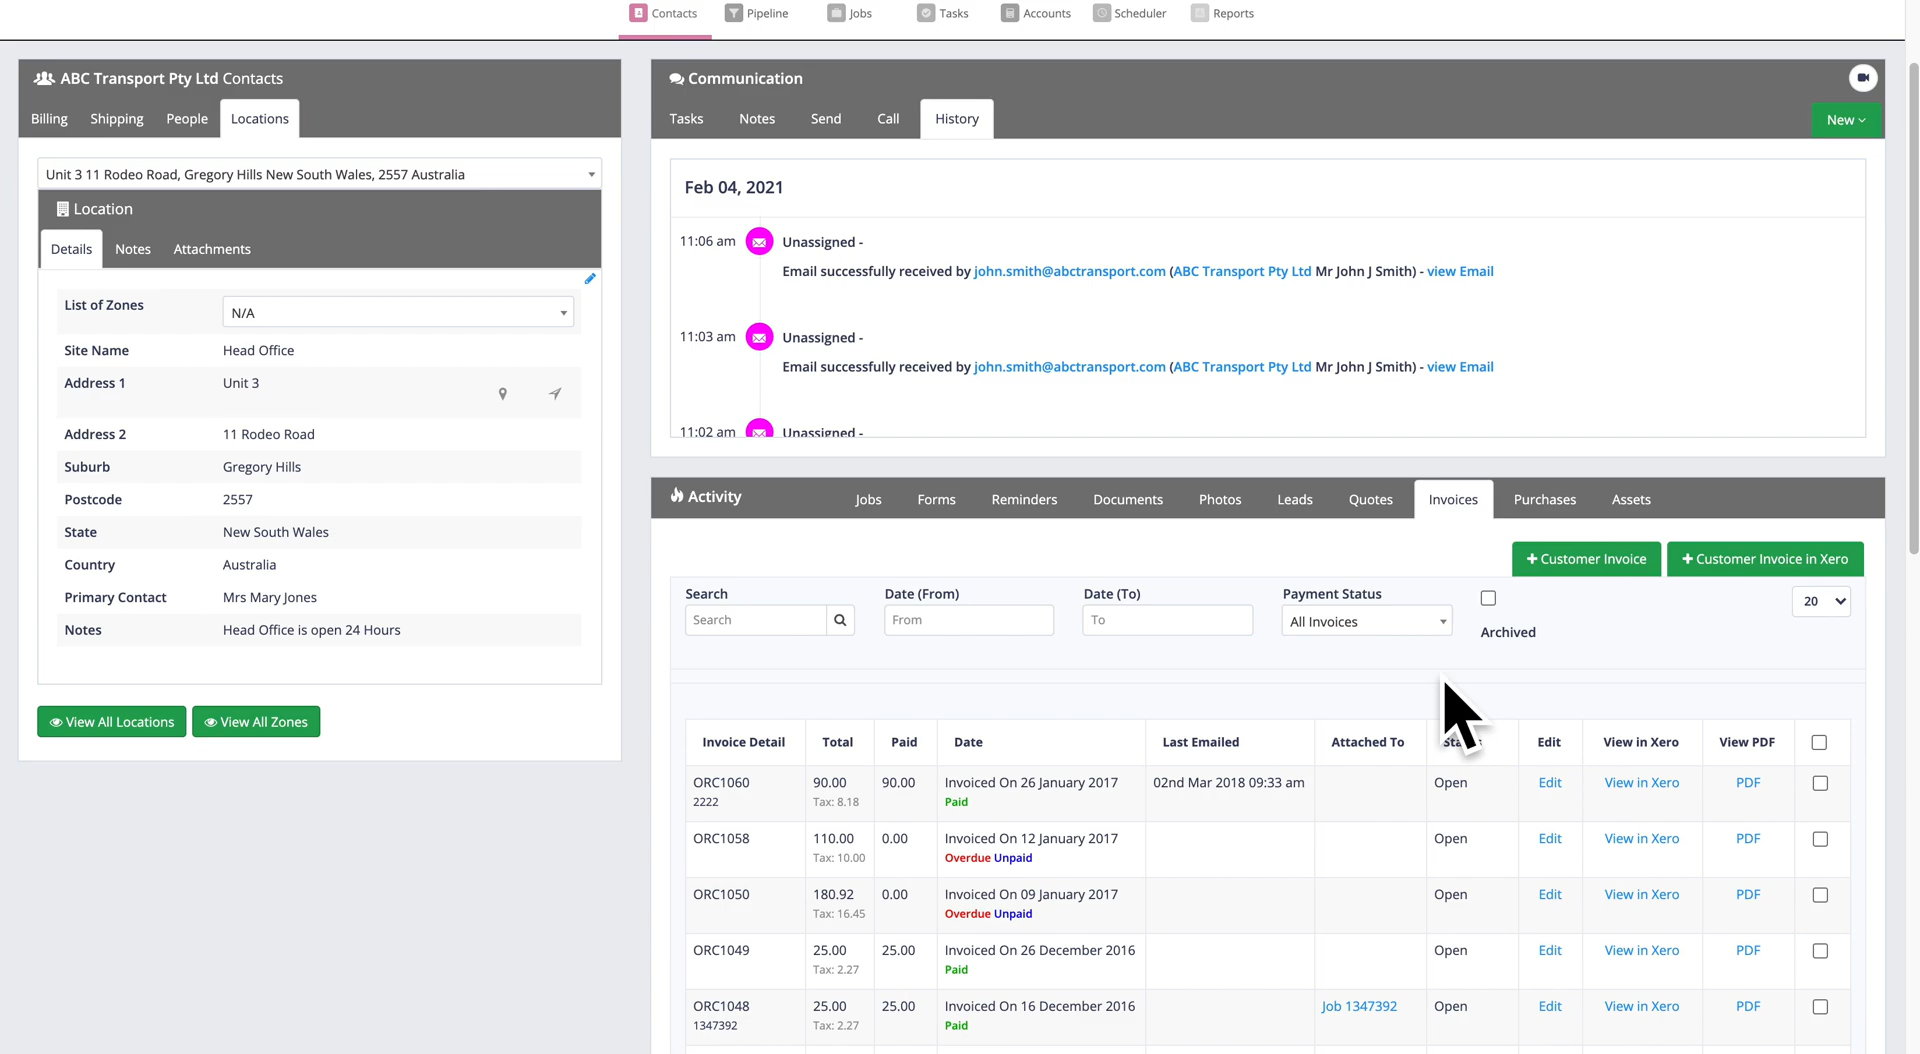 Contacts Pipeline Jobs Tasks Accounts Scheduler Reports
ABC Transport Pty Ltd Contacts
Billing Shipping People Locations
Unit 3 11 Rodeo Road, Gregory Hills New South Wales, 2557 Australia
Location
Details Notes Attachments
List of Zones N/A
Site Name Head Office
Address 1 Unit 3
Address 2 11 Rodeo Road
Suburb Gregory Hills
Postcode 2557
State New South Wales
Country Australia
Primary Contact Mrs Mary Jones
Notes Head Office is open 24 Hours
View All Locations View All Zones
Communication
Tasks Notes Send Call History New
Feb 04, 2021
11:06 am Unassigned -
Email successfully received by john.smith@abctransport.com (ABC Transport Pty Ltd Mr John J Smith) - view Email
11:03 am Unassigned -
Email successfully received by john.smith@abctransport.com (ABC Transport Pty Ltd Mr John J Smith) - view Email
11:02 am Unassigned -
Activity Jobs Forms Reminders Documents Photos Leads Quotes Invoices Purchases Assets
+ Customer Invoice + Customer Invoice in Xero
Search Date (From) Date (To) Payment Status
Search From To All Invoices Archived 20
Invoice Detail Total Paid Date Last Emailed Attached To Edit View in Xero View PDF
ORC1060 90.00 90.00 Invoiced On 26 January 2017 02nd Mar 2018 09:33 am Open Edit View in Xero PDF
2222 Tax: 8.18 Paid
ORC1058 110.00 0.00 Invoiced On 12 January 2017 Open Edit View in Xero PDF
Tax: 10.00 Overdue Unpaid
ORC1050 180.92 0.00 Invoiced On 09 January 2017 Open Edit View in Xero PDF
Tax: 16.45 Overdue Unpaid
ORC1049 25.00 25.00 Invoiced On 26 December 2016 Open Edit View in Xero PDF
Tax: 2.27 Paid
ORC1048 25.00 25.00 Invoiced On 16 December 2016 Job 1347392 Open Edit View in Xero PDF
1347392 Tax: 2.27 Paid